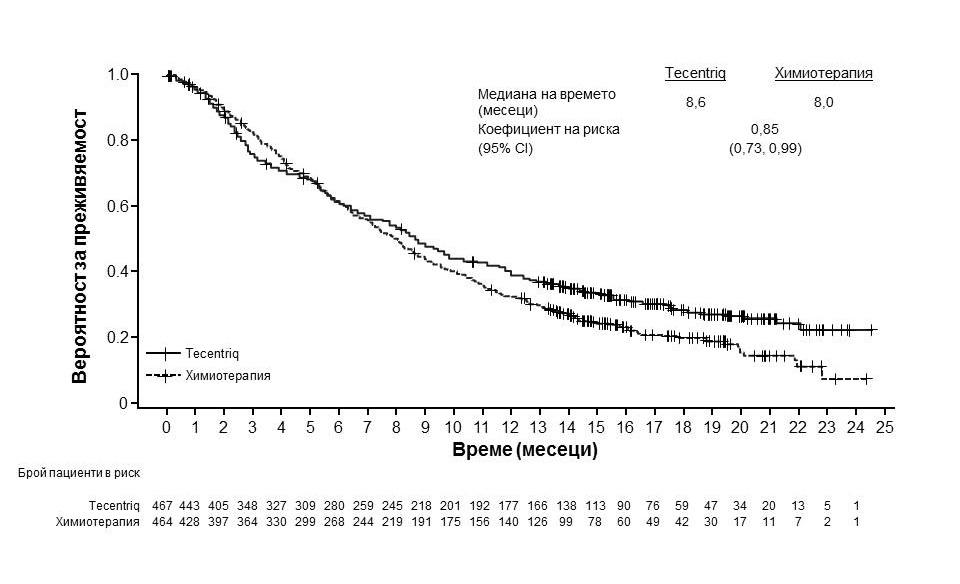 Tecentriq Химиотерапия
Медиана на времето
(месеци) 8,6 8,0
Коефициент на риска 0,85
(95% CI) (0,73, 0,99)
Вероятност за преживяемост
1.0
0.8
0.6
0.4
0.2
0
Tecentriq
Химиотерапия
0 1 2 3 4 5 6 7 8 9 10 11 12 13 14 15 16 17 18 19 20 21 22 23 24 25
Време (месеци)
Брой пациенти в риск
Tecentriq 467 443 405 348 327 309 280 259 245 218 201 192 177 166 138 113 90 76 59 47 34 20 13 5 1
Химиотерапия 464 428 397 364 330 299 268 244 219 191 175 156 140 126 99 78 60 49 42 30 17 11 7 2 1